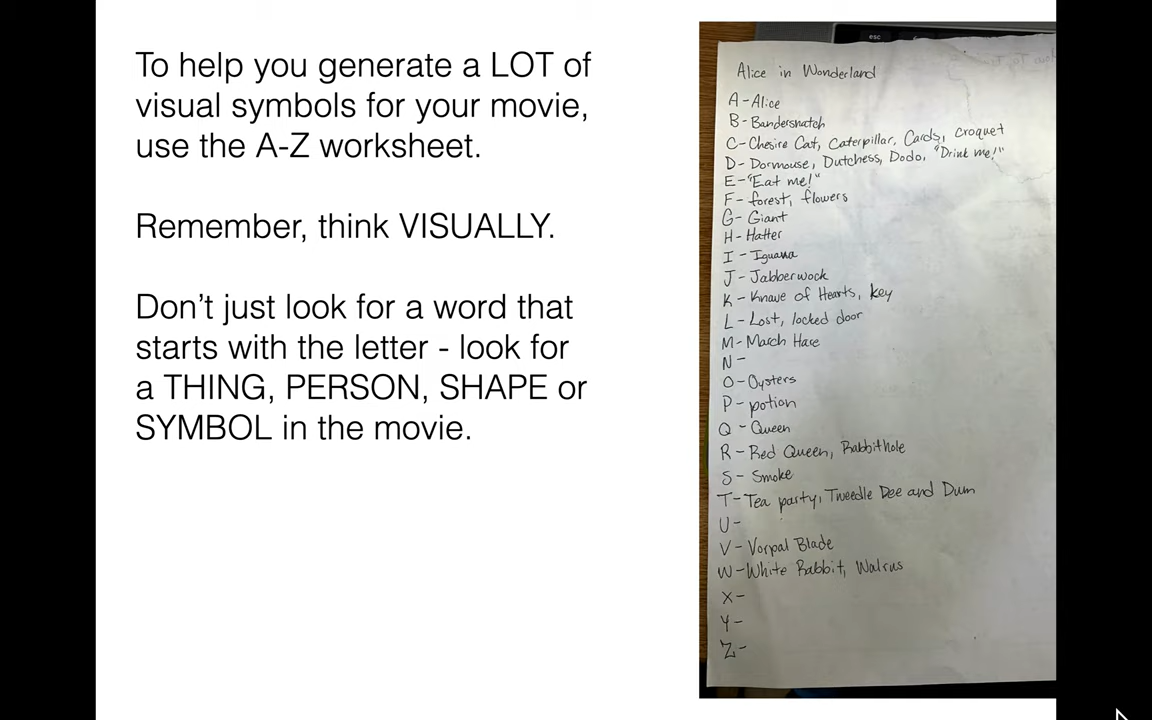 To help you generate a LOT of
visual symbols for your movie,
use the A-Z worksheet.
Remember, think VISUALLY.
Don't just look for a word that
starts with the letter - look for
a THING, PERSON, SHAPE or
SYMBOL in the movie.
esc
Alice in Wonderland
A - Alice
B - Bandersnatch
C - Chesire Cat, Caterpillar, Cards, Croquet
D - Dormouse, Dutchess, Dodo, "Drink me!"
E - "Eat me!"
F - forest, flowers
G - Giant
H - Hatter
I - Iguana
J - Jabberwock
K - Knave of Hearts, key
L - Lost, locked door
M - March Hare
N -
O - Oysters
P - potion
Q - Queen
R - Red Queen, Rabbithole
S - Smoke
T - Tea party, Tweedle Dee and Dum
U -
V - Vorpal Blade
W - White Rabbit, Walrus
X -
Y -
Z -